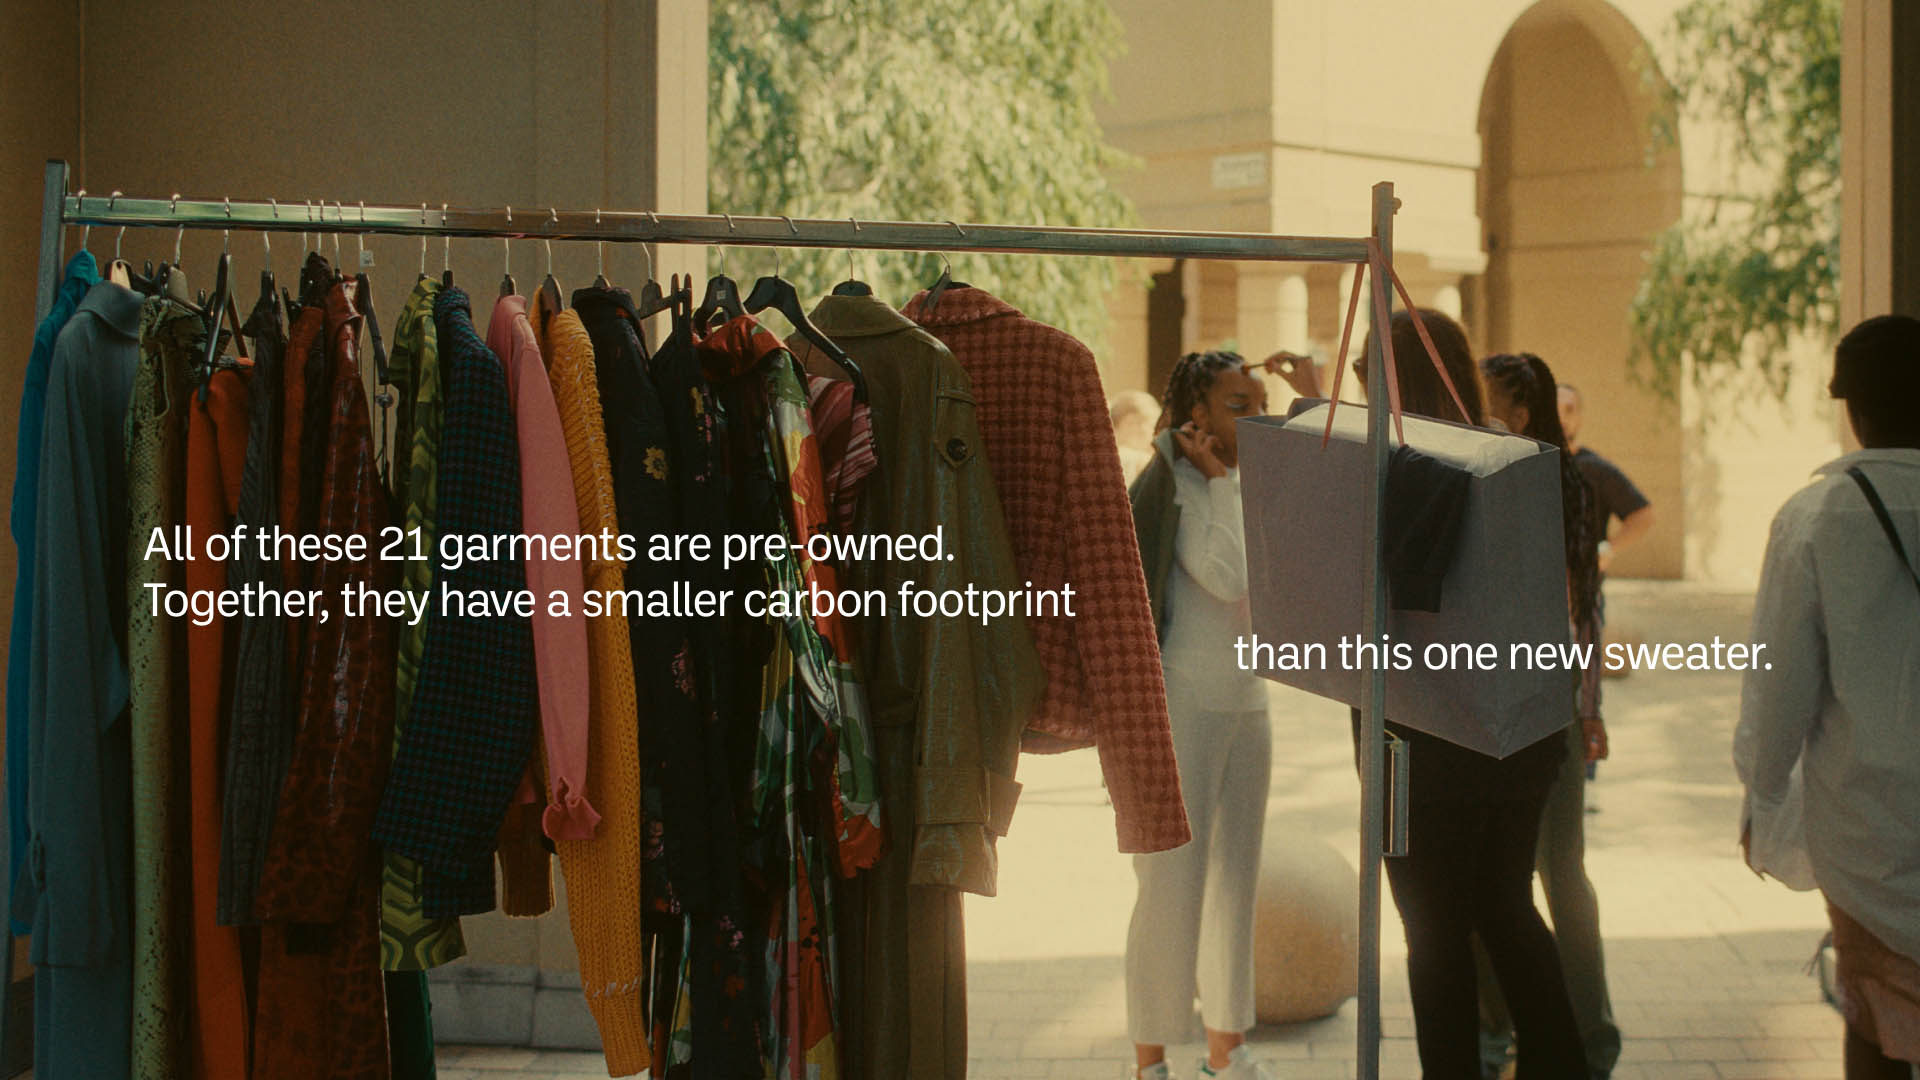 All of these 21 garments are pre-owned.
Together, they have a smaller carbon footprint
than this one new sweater.